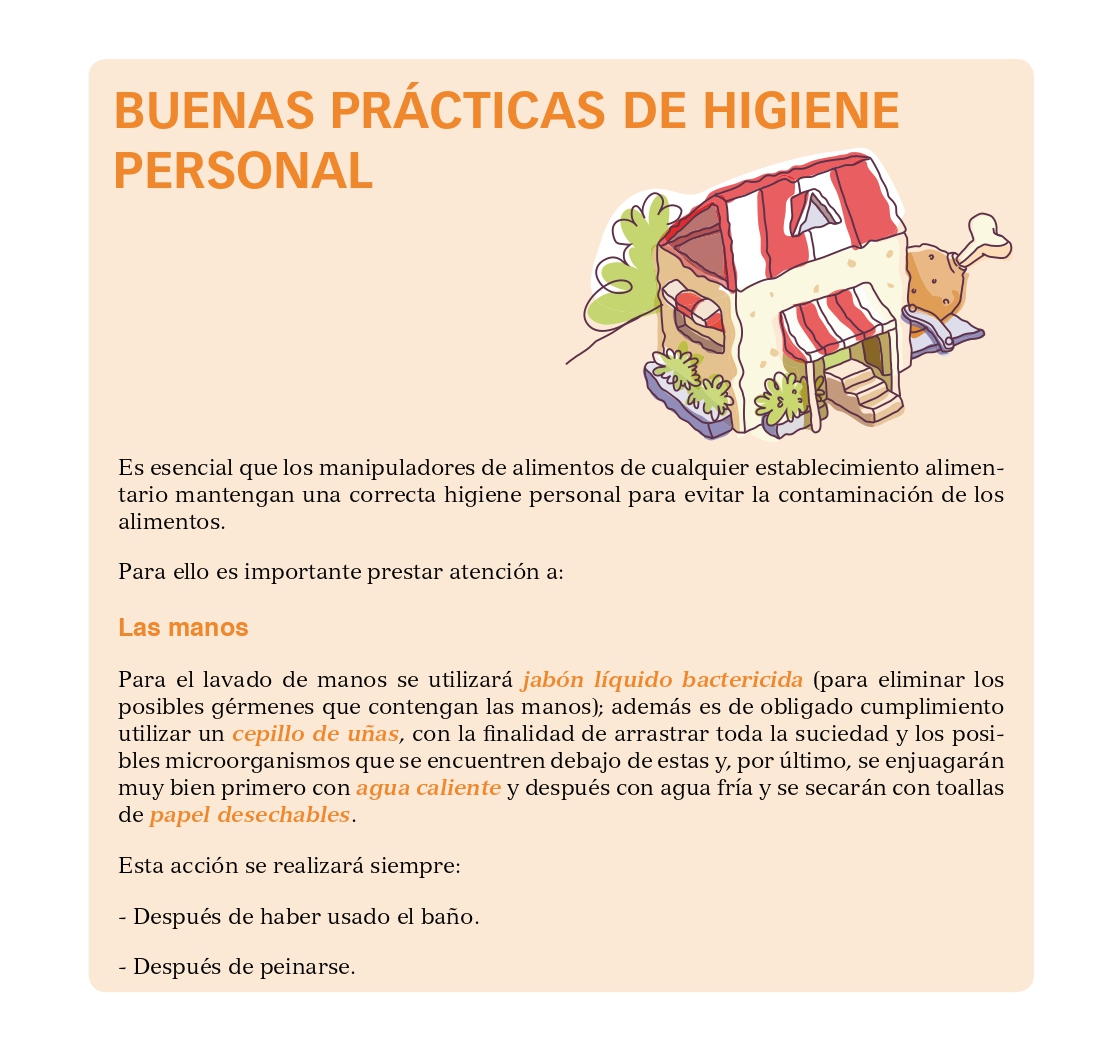 BUENAS PRÁCTICAS DE HIGIENE
PERSONAL
Es esencial que los manipuladores de alimentos de cualquier establecimiento alimen-
tario mantengan una correcta higiene personal para evitar la contaminación de los
alimentos.
Para ello es importante prestar atención a:
Las manos
Para el lavado de manos se utilizará jabón líquido bactericida (para eliminar los
posibles gérmenes que contengan las manos); además es de obligado cumplimiento
utilizar un cepillo de uñas, con la finalidad de arrastrar toda la suciedad y los posi-
bles microorganismos que se encuentren debajo de estas y, por último, se enjuagarán
muy bien primero con agua caliente y después con agua fría y se secarán con toallas
de papel desechables.
Esta acción se realizará siempre:
- Después de haber usado el baño.
- Después de peinarse.